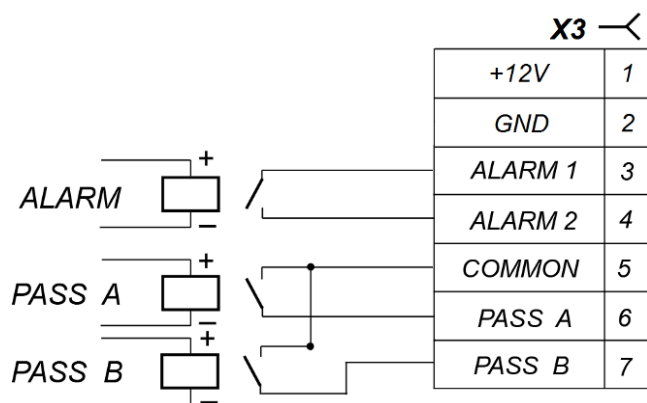 X3
+12V 1
GND 2
+ ALARM 1 3
ALARM
− ALARM 2 4
+ COMMON 5
PASS A
− PASS A 6
+
PASS B 7
PASS B
−